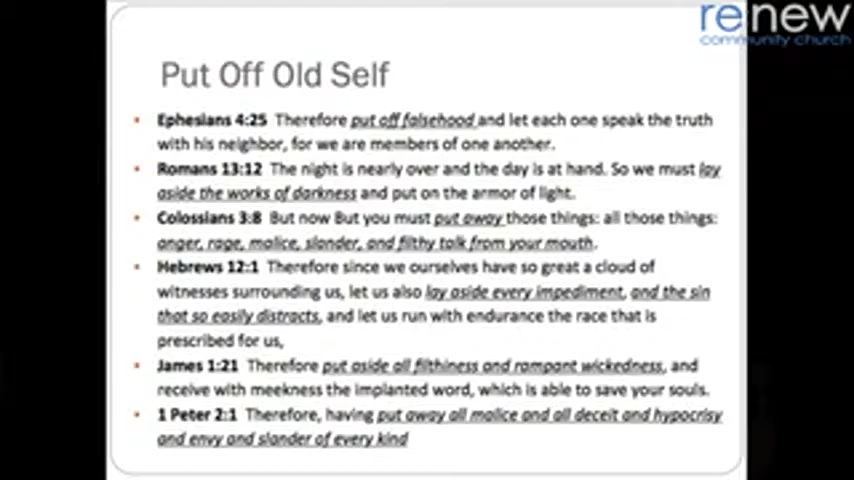 renew
community church
Put Off Old Self
• Ephesians 4:25 Therefore put off falsehood and let each one speak the truth
with his neighbor, for we are members of one another.
• Romans 13:12 The night is nearly over and the day is at hand. So we must lay
aside the works of darkness and put on the armor of light.
• Colossians 3:8 But now But you must put away those things: all those things:
anger, rage, malice, slander, and filthy talk from your mouth.
• Hebrews 12:1 Therefore since we ourselves have so great a cloud of
witnesses surrounding us, let us also lay aside every impediment, and the sin
that so easily distracts, and let us run with endurance the race that is
prescribed for us,
• James 1:21 Therefore put aside all filthiness and rampant wickedness, and
receive with meekness the implanted word, which is able to save your souls.
• 1 Peter 2:1 Therefore, having put away all malice and all deceit and hypocrisy
and envy and slander of every kind